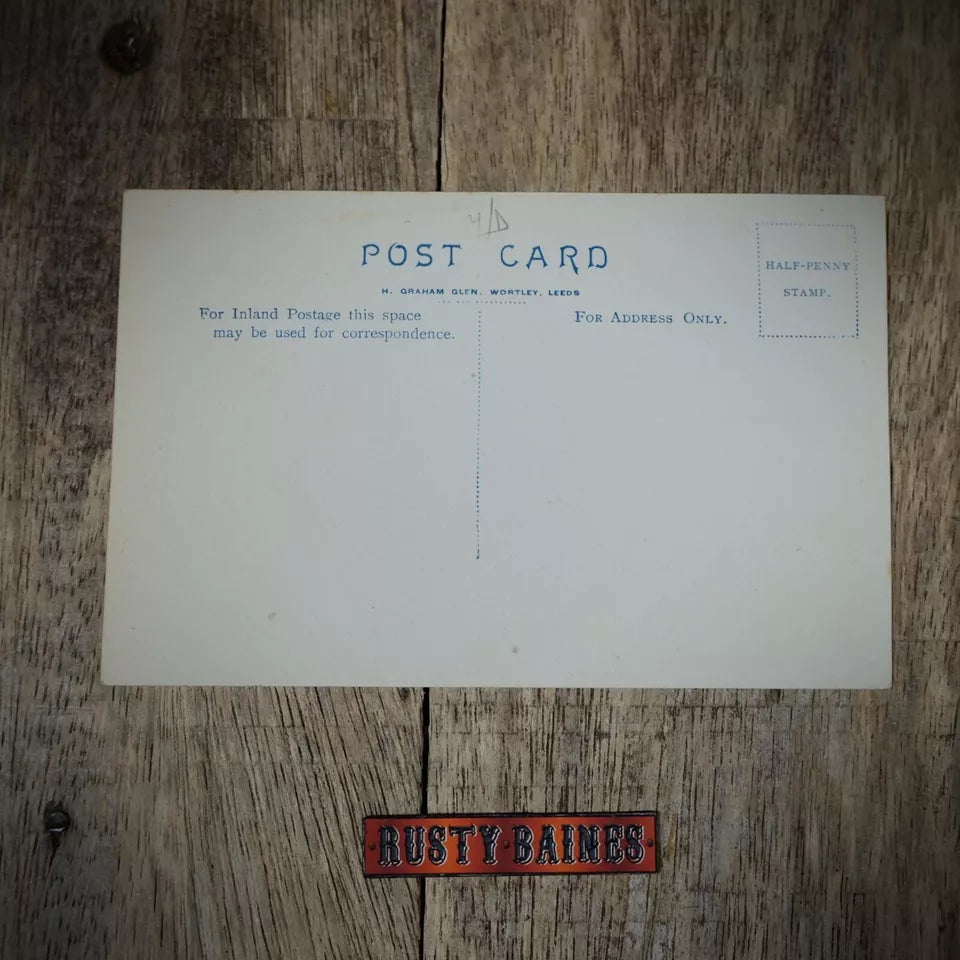 4/D
POST CARD
H. GRAHAM GLEN, WORTLEY, LEEDS
For Inland Postage this space
may be used for correspondence.
FOR ADDRESS ONLY.
HALF-PENNY
STAMP.
RUSTY·BAINES